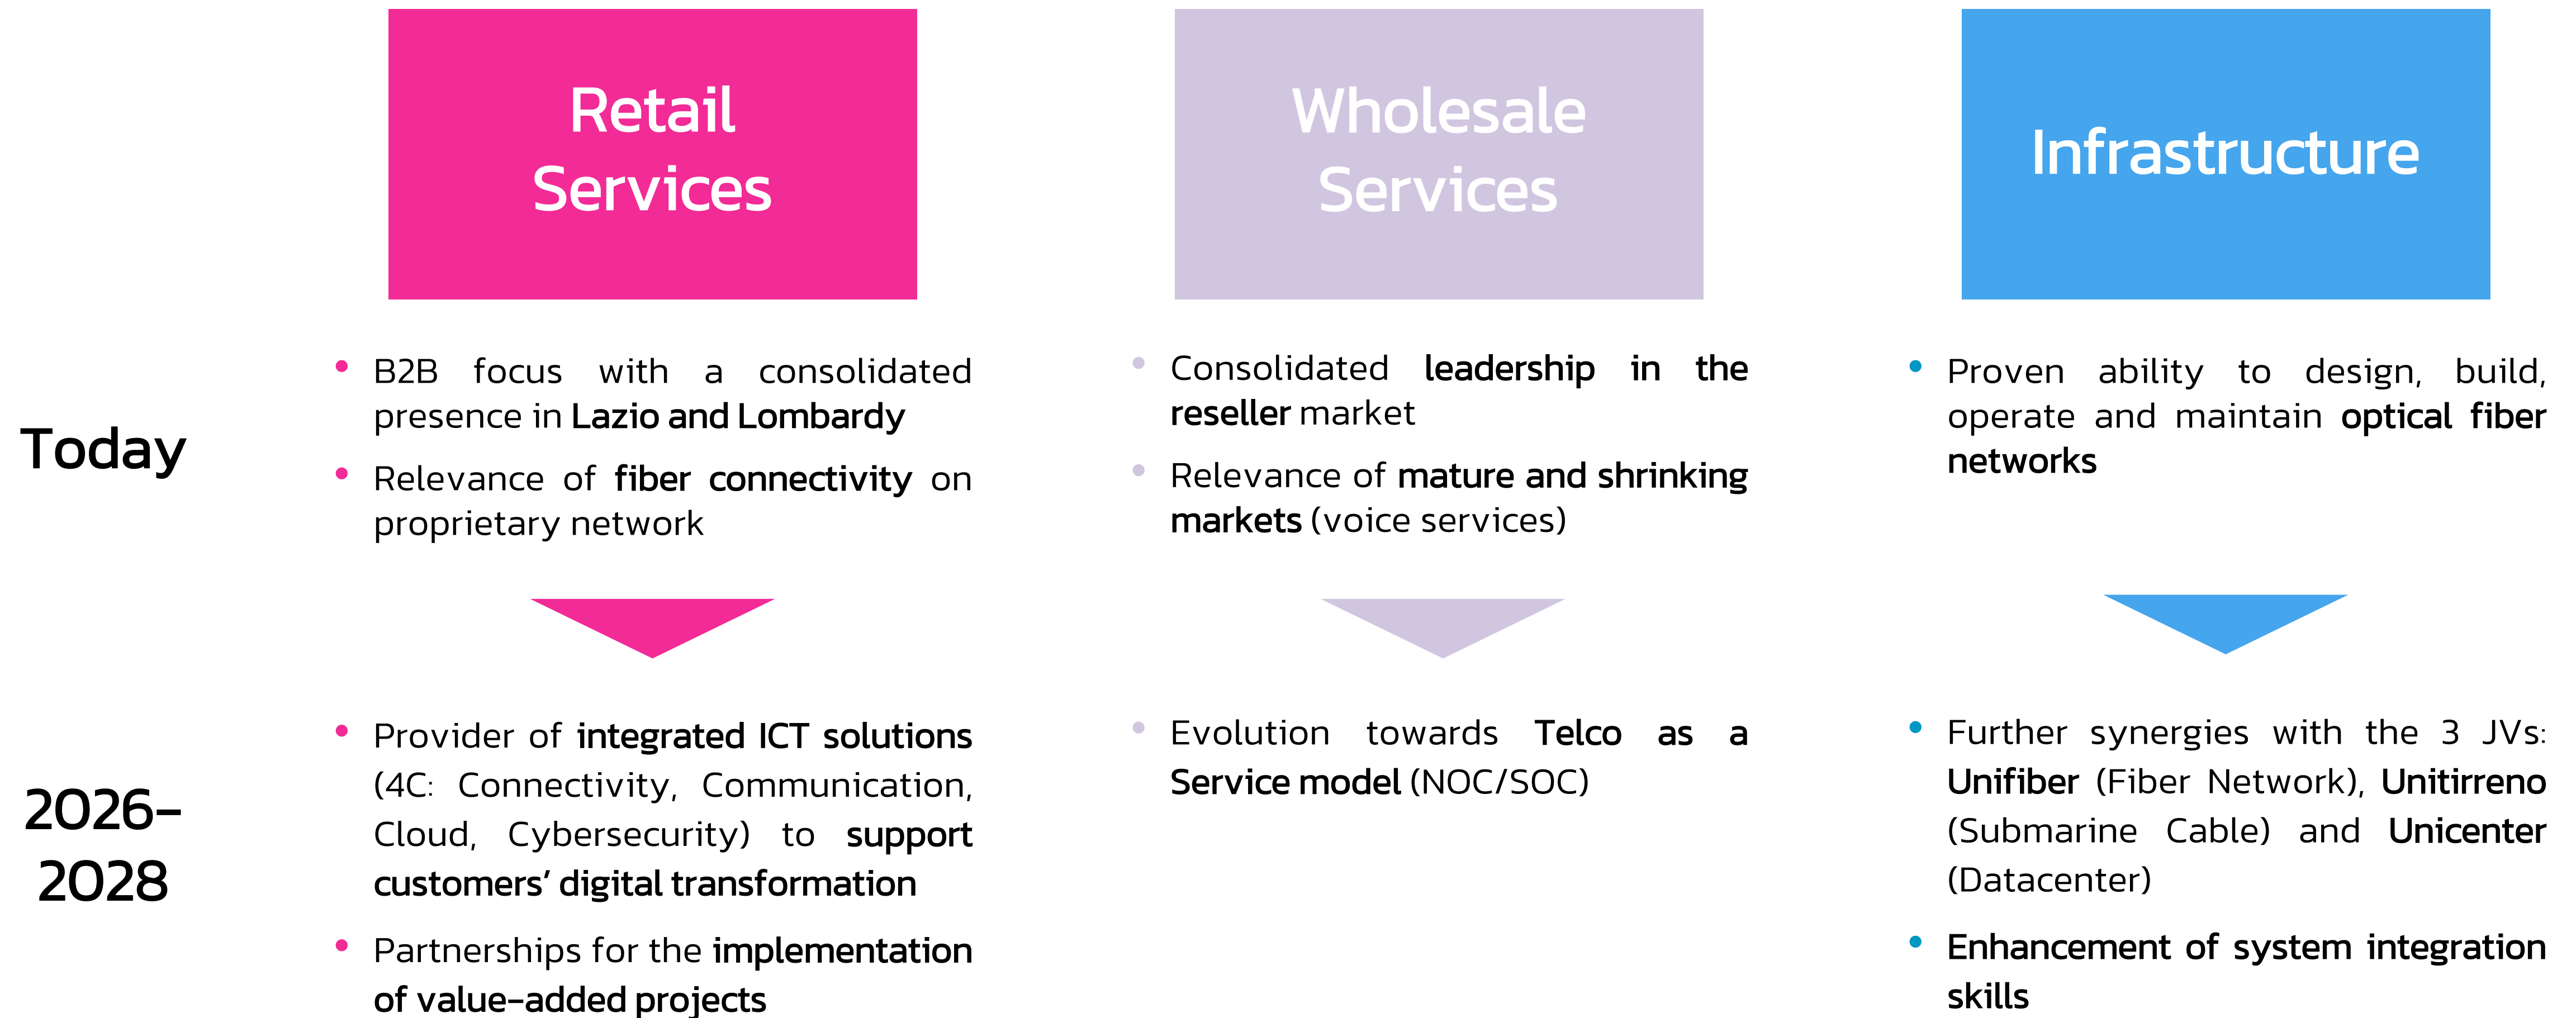 Retail
Services
Wholesale
Services
Infrastructure
Today
• B2B focus with a consolidated
presence in Lazio and Lombardy
• Relevance of fiber connectivity on
proprietary network
• Consolidated leadership in the
reseller market
• Relevance of mature and shrinking
markets (voice services)
• Proven ability to design, build,
operate and maintain optical fiber
networks
2026–
2028
• Provider of integrated ICT solutions
(4C: Connectivity, Communication,
Cloud, Cybersecurity) to support
customers’ digital transformation
• Partnerships for the implementation
of value-added projects
• Evolution towards Telco as a
Service model (NOC/SOC)
• Further synergies with the 3 JVs:
Unifiber (Fiber Network), Unitirreno
(Submarine Cable) and Unicenter
(Datacenter)
• Enhancement of system integration
skills